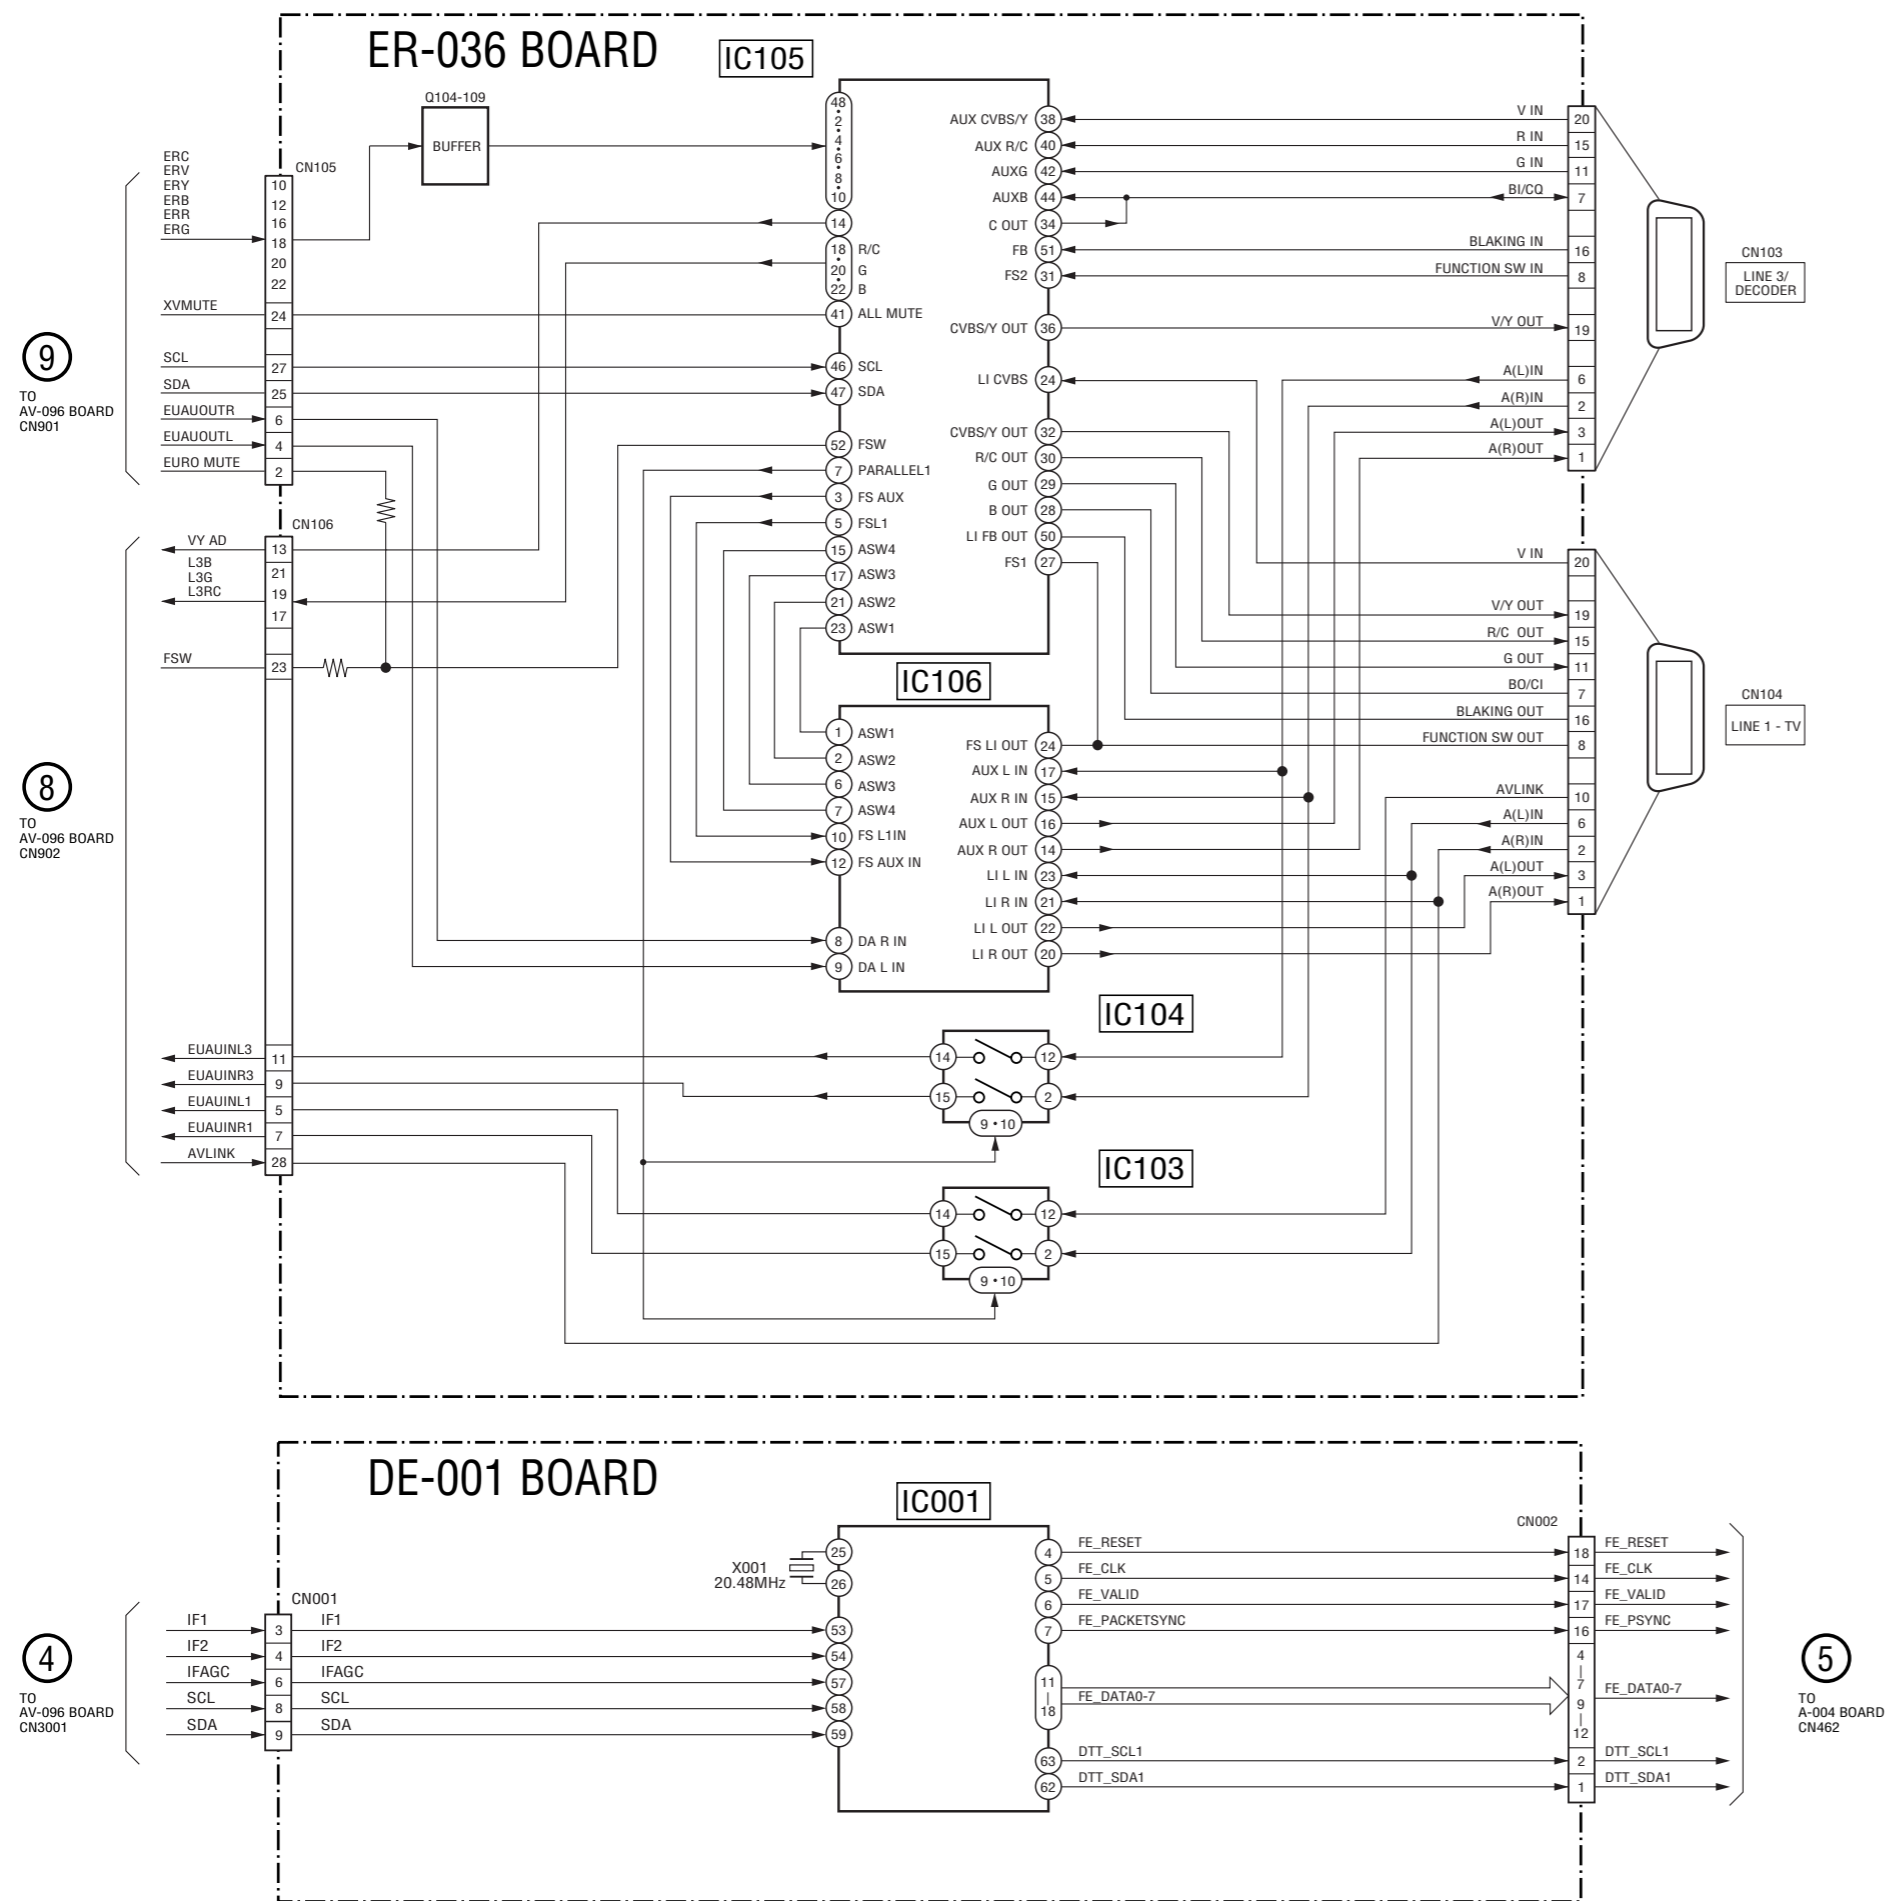 ER-036 BOARD
IC105
Q104-109
BUFFER
ERC
ERV
ERY
ERB
ERR
ERG
CN105
10
12
16
18
20
22
XVMUTE
24
SCL
27
SDA
25
EUAUOUTR
6
EUAUOUTL
4
EURO MUTE
2
9
TO
AV-096 BOARD
CN901
48
•
2
•
4
•
6
•
8
•
10
14
18 R/C
•
20 G
•
22 B
41 ALL MUTE
46 SCL
47 SDA
52 FSW
7 PARALLEL1
3 FS AUX
5 FSL1
15 ASW4
17 ASW3
21 ASW2
23 ASW1
AUX CVBS/Y 38
AUX R/C 40
AUXG 42
AUXB 44
C OUT 34
FB 51
FS2 31
CVBS/Y OUT 36
LI CVBS 24
CVBS/Y OUT 32
R/C OUT 30
G OUT 29
B OUT 28
LI FB OUT 50
FS1 27
V IN 20
R IN 15
G IN 11
BI/CQ 7
BLAKING IN 16
FUNCTION SW IN 8
V/Y OUT 19
A(L)IN 6
A(R)IN 2
A(L)OUT 3
A(R)OUT 1
CN103
LINE 3/
DECODER
CN106
VY AD
13
L3B
L3G
L3RC
21
19
17
FSW
23
8
TO
AV-096 BOARD
CN902
EUAUINL3
11
EUAUINR3
9
EUAUINL1
5
EUAUINR1
7
AVLINK
28
IC106
1 ASW1
2 ASW2
6 ASW3
7 ASW4
10 FS L1IN
12 FS AUX IN
8 DA R IN
9 DA L IN
FS LI OUT 24
AUX L IN 17
AUX R IN 15
AUX L OUT 16
AUX R OUT 14
LI L IN 23
LI R IN 21
LI L OUT 22
LI R OUT 20
V IN 20
V/Y OUT 19
R/C OUT 15
G OUT 11
BO/CI 7
BLAKING OUT 16
FUNCTION SW OUT 8
AVLINK 10
A(L)IN 6
A(R)IN 2
A(L)OUT 3
A(R)OUT 1
CN104
LINE 1 - TV
IC104
14 12
15 2
9 • 10
IC103
14 12
15 2
9 • 10
DE-001 BOARD
IC001
X001
20.48MHz
25
26
CN001
IF1 3 IF1 53
IF2 4 IF2 54
IFAGC 6 IFAGC 57
SCL 8 SCL 58
SDA 9 SDA 59
4
TO
AV-096 BOARD
CN3001
CN002
4 FE_RESET 18 FE_RESET
5 FE_CLK 14 FE_CLK
6 FE_VALID 17 FE_VALID
7 FE_PACKETSYNC 16 FE_PSYNC
11
|
18
FE_DATA0-7
4
|
7
9
|
12
FE_DATA0-7
63 DTT_SCL1 2 DTT_SCL1
62 DTT_SDA1 1 DTT_SDA1
5
TO
A-004 BOARD
CN462